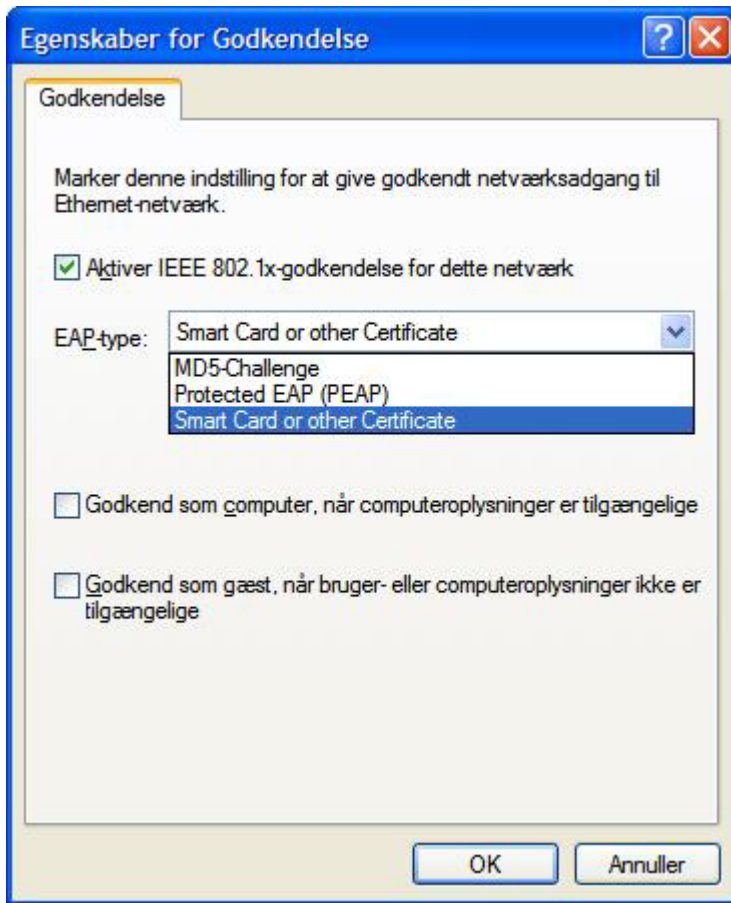 Egenskaber for Godkendelse
Godkendelse
Marker denne indstilling for at give godkendt netværksadgang til
Ethernet-netværk.
Aktiver IEEE 802.1x-godkendelse for dette netværk
EAP-type:
Smart Card or other Certificate
MD5-Challenge
Protected EAP (PEAP)
Smart Card or other Certificate
Godkend som computer, når computeroplysninger er tilgængelige
Godkend som gæst, når bruger- eller computeroplysninger ikke er
tilgængelige
OK
Annuller